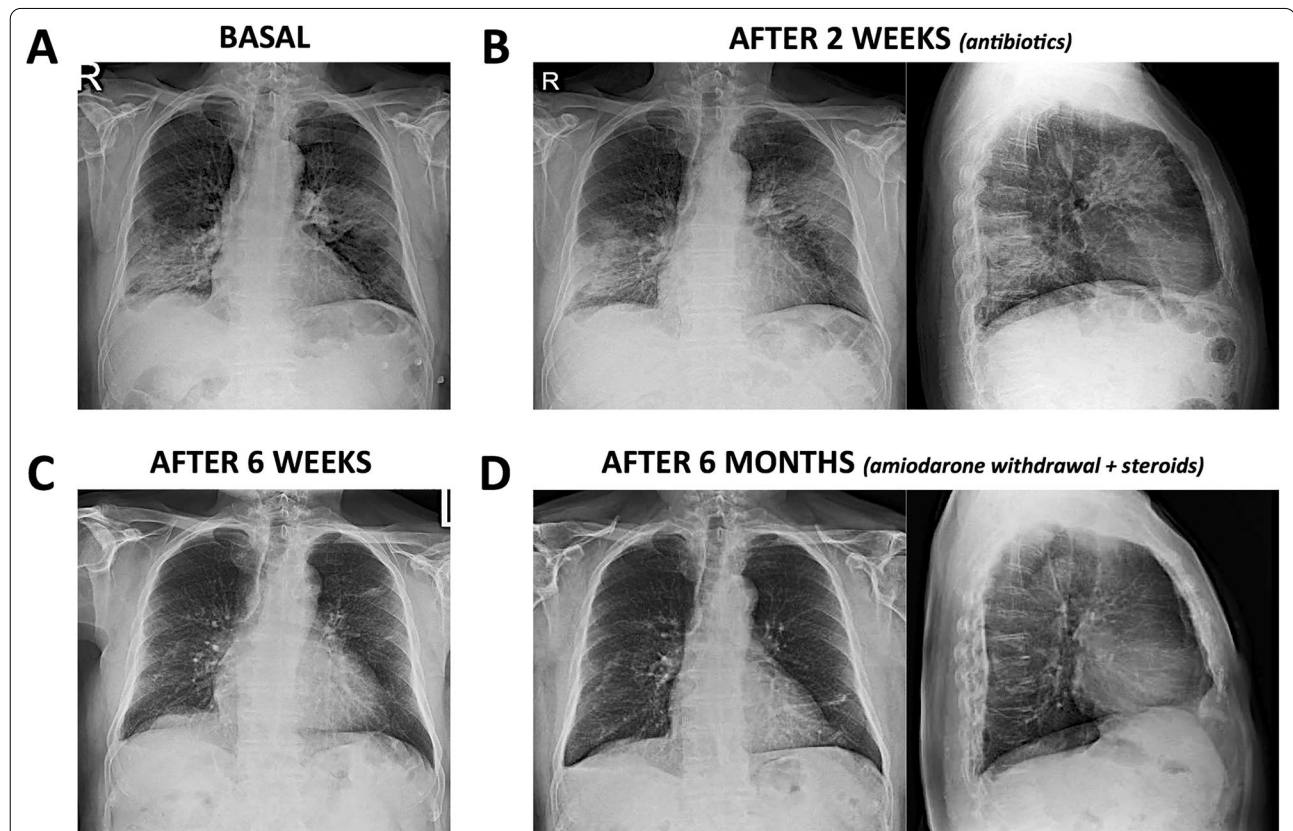 A
BASAL
B
AFTER 2 WEEKS (antibiotics)
R
R
C
AFTER 6 WEEKS
D
AFTER 6 MONTHS (amiodarone withdrawal + steroids)